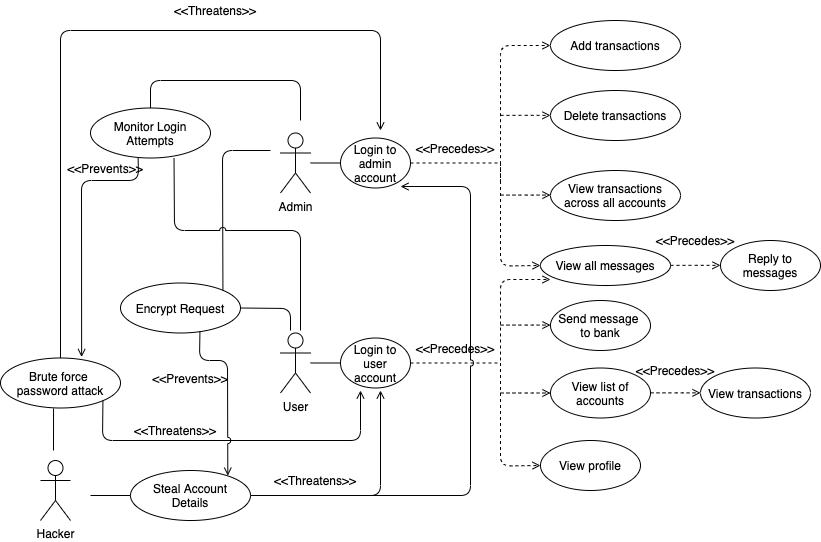 <<Threatens>>
Add transactions
Delete transactions
Monitor Login
Attempts
<<Prevents>>
Admin
Login to
admin
account
<<Precedes>>
View transactions
across all accounts
View all messages
<<Precedes>>
Reply to
messages
Encrypt Request
Send message
to bank
<<Prevents>>
User
Login to
user
account
<<Precedes>>
View list of
accounts
<<Precedes>>
View transactions
Brute force
password attack
<<Threatens>>
View profile
Hacker
Steal Account
Details
<<Threatens>>